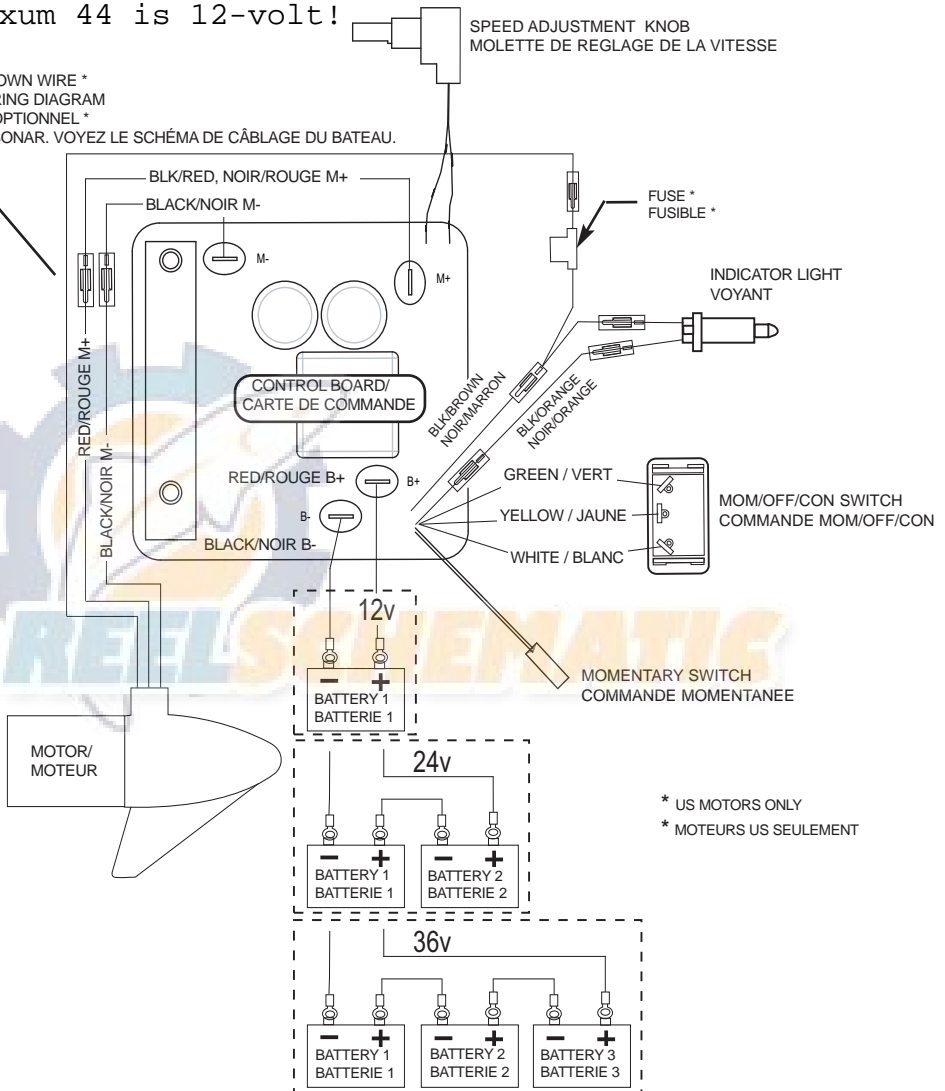 xum 44 is 12-volt!
SPEED ADJUSTMENT KNOB
MOLETTE DE REGLAGE DE LA VITESSE
OWN WIRE *
RING DIAGRAM
OPTIONNEL *
SONAR. VOYEZ LE SCHÉMA DE CÂBLAGE DU BATEAU.
BLK/RED, NOIR/ROUGE M+
BLACK/NOIR M-
FUSE *
FUSIBLE *
M-
M+
INDICATOR LIGHT
VOYANT
RED/ROUGE M+
BLACK/NOIR M-
CONTROL BOARD/
CARTE DE COMMANDE
BLK/BROWN
NOIR/MARRON
BLK/ORANGE
NOIR/ORANGE
RED/ROUGE B+
B+
B-
BLACK/NOIR B-
GREEN / VERT
YELLOW / JAUNE
WHITE / BLANC
MOM/OFF/CON SWITCH
COMMANDE MOM/OFF/CON
REELSCHEMATIC
12v
BATTERY 1
BATTERIE 1
MOMENTARY SWITCH
COMMANDE MOMENTANEE
MOTOR/
MOTEUR
24v
BATTERY 1
BATTERIE 1
BATTERY 2
BATTERIE 2
* US MOTORS ONLY
* MOTEURS US SEULEMENT
36v
BATTERY 1
BATTERIE 1
BATTERY 2
BATTERIE 2
BATTERY 3
BATTERIE 3